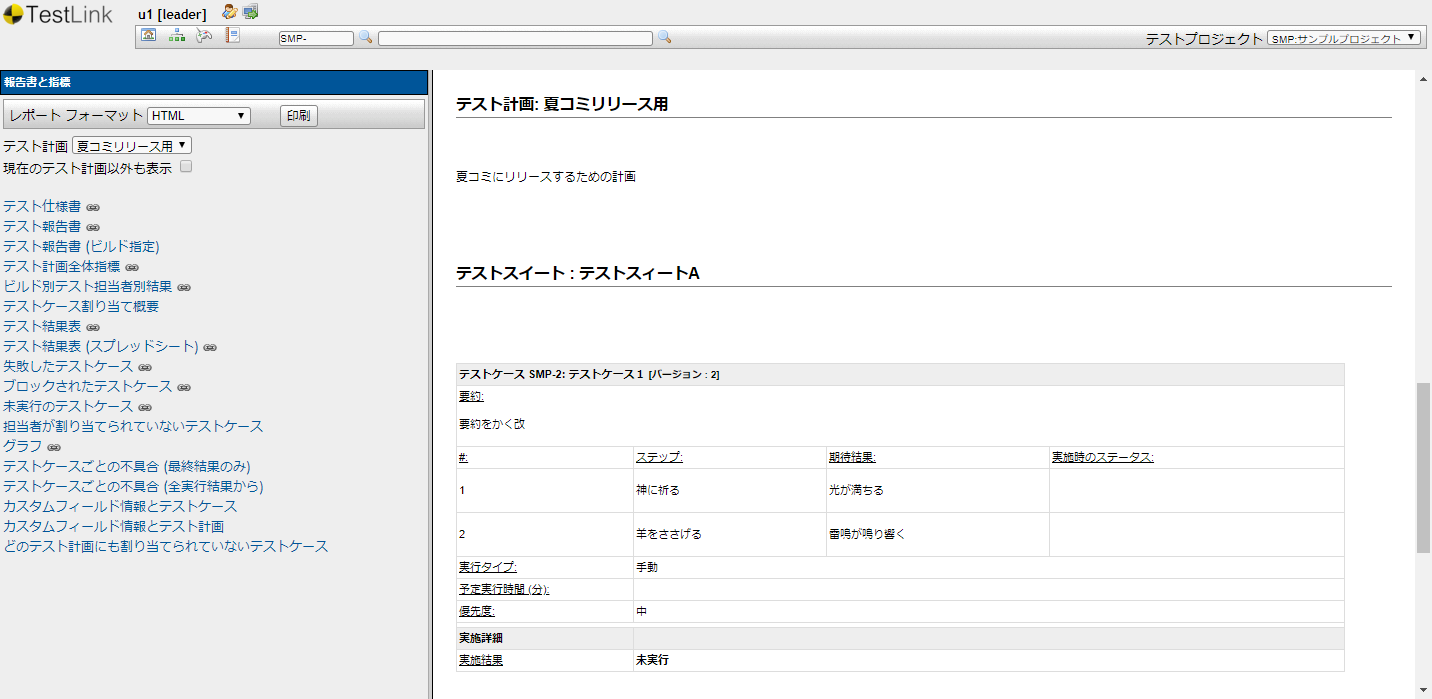 TestLink
u1 [leader]
SMP-
テストプロジェクト SMP:サンプルプロジェクト
報告書と指標
レポート フォーマット HTML 印刷
テスト計画 夏コミリリース用
現在のテスト計画以外も表示
テスト仕様書
テスト報告書
テスト報告書 (ビルド指定)
テスト計画全体指標
ビルド別テスト担当者別結果
テストケース割り当て概要
テスト結果表
テスト結果表 (スプレッドシート)
失敗したテストケース
ブロックされたテストケース
未実行のテストケース
担当者が割り当てられていないテストケース
グラフ
テストケースごとの不具合 (最終結果のみ)
テストケースごとの不具合 (全実行結果から)
カスタムフィールド情報とテストケース
カスタムフィールド情報とテスト計画
どのテスト計画にも割り当てられていないテストケース
テスト計画: 夏コミリリース用
夏コミにリリースするための計画
テストスイート : テストスィートA
テストケース SMP-2: テストケース１ [バージョン : 2]
要約:
要約をかく改
#: ステップ: 期待結果: 実施時のステータス:
1 神に祈る 光が満ちる
2 羊をささげる 番鳴が鳴り響く
実行タイプ: 手動
予定実行時間 (分):
優先度: 中
実施詳細
実施結果 未実行